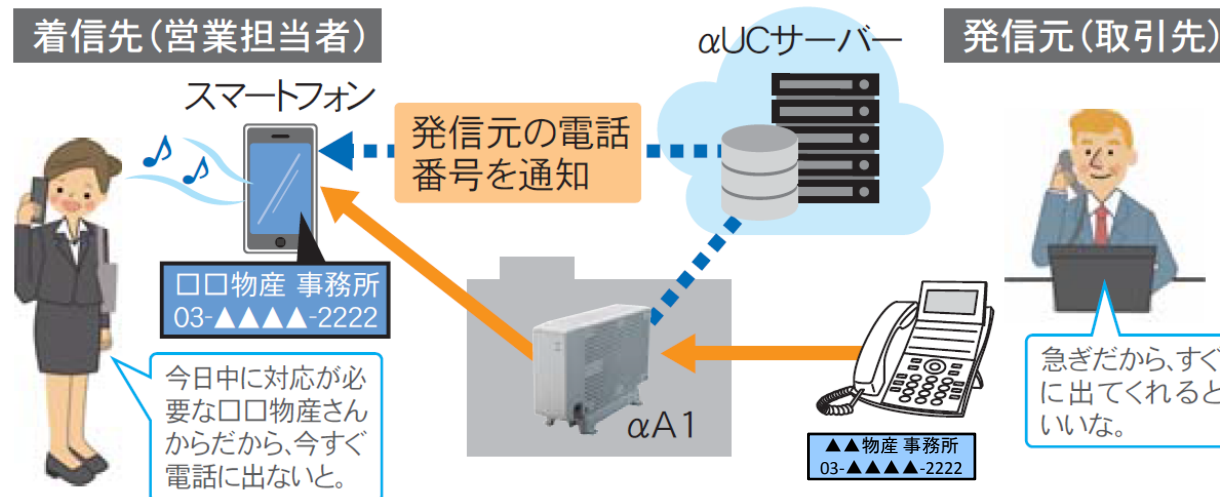 着信先(営業担当者)
αUCサーバー
発信元(取引先)
スマートフォン
発信元の電話
番号を通知
□□物産 事務所
03-▲▲▲▲-2222
今日中に対応が必
要な□□物産さん
からだから、今すぐ
電話に出ないと。
αA1
▲▲物産 事務所
03-▲▲▲▲-2222
急ぎだから、すぐ
に出てくれると
いいな。